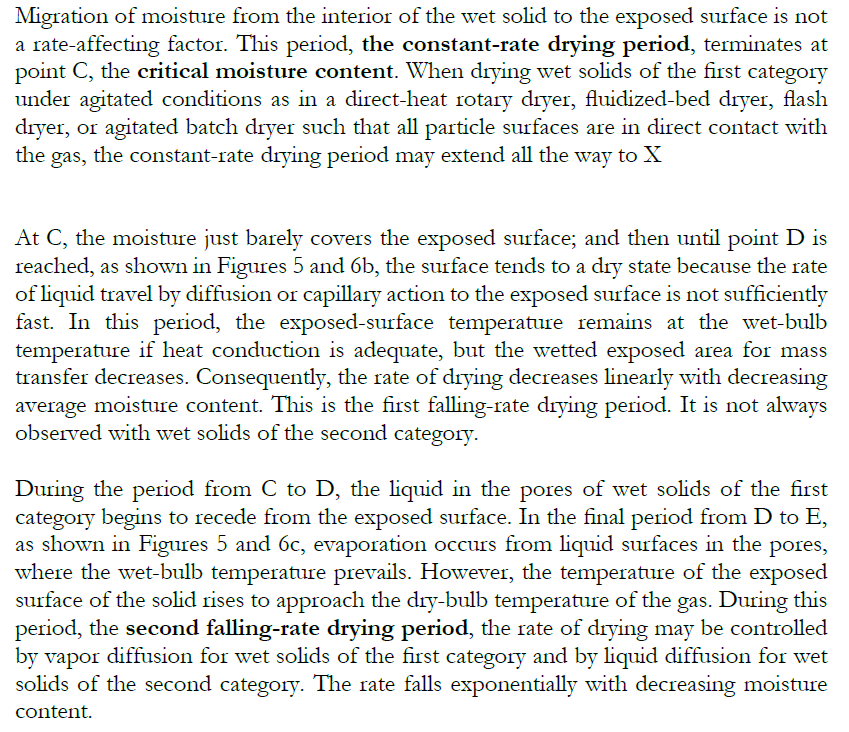 Migration of moisture from the interior of the wet solid to the exposed surface is not
a rate-affecting factor. This period, the constant-rate drying period, terminates at
point C, the critical moisture content. When drying wet solids of the first category
under agitated conditions as in a direct-heat rotary dryer, fluidized-bed dryer, flash
dryer, or agitated batch dryer such that all particle surfaces are in direct contact with
the gas, the constant-rate drying period may extend all the way to X
At C, the moisture just barely covers the exposed surface; and then until point D is
reached, as shown in Figures 5 and 6b, the surface tends to a dry state because the rate
of liquid travel by diffusion or capillary action to the exposed surface is not sufficiently
fast. In this period, the exposed-surface temperature remains at the wet-bulb
temperature if heat conduction is adequate, but the wetted exposed area for mass
transfer decreases. Consequently, the rate of drying decreases linearly with decreasing
average moisture content. This is the first falling-rate drying period. It is not always
observed with wet solids of the second category.
During the period from C to D, the liquid in the pores of wet solids of the first
category begins to recede from the exposed surface. In the final period from D to E,
as shown in Figures 5 and 6c, evaporation occurs from liquid surfaces in the pores,
where the wet-bulb temperature prevails. However, the temperature of the exposed
surface of the solid rises to approach the dry-bulb temperature of the gas. During this
period, the second falling-rate drying period, the rate of drying may be controlled
by vapor diffusion for wet solids of the first category and by liquid diffusion for wet
solids of the second category. The rate falls exponentially with decreasing moisture
content.